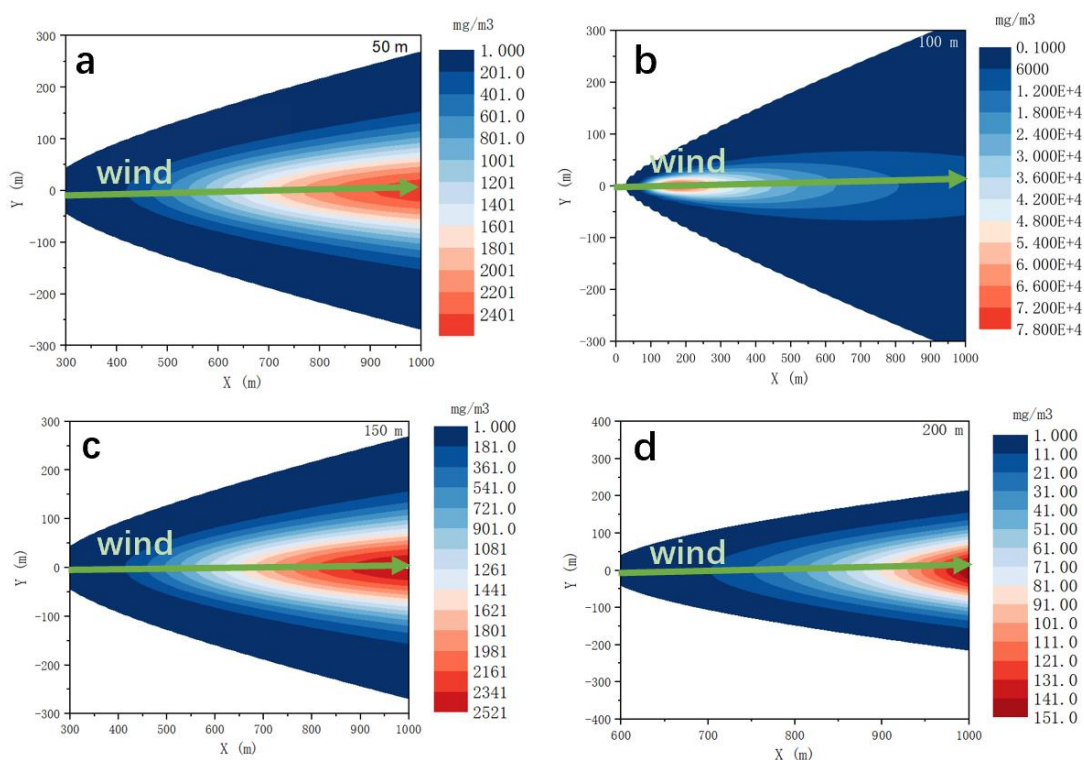 mg/m3
a
50 m
wind
300
200
100
0
-100
-200
-300
Y (m)
300 400 500 600 700 800 900 1000
X (m)
1.000
201.0
401.0
601.0
801.0
1001
1201
1401
1601
1801
2001
2201
2401
mg/m3
b
100 m
wind
300
200
100
0
-100
-200
-300
Y (m)
0 100 200 300 400 500 600 700 800 900 1000
X (m)
0.1000
6000
1.200E+4
1.800E+4
2.400E+4
3.000E+4
3.600E+4
4.200E+4
4.800E+4
5.400E+4
6.000E+4
6.600E+4
7.200E+4
7.800E+4
mg/m3
c
150 m
wind
300
200
100
0
-100
-200
-300
Y (m)
300 400 500 600 700 800 900 1000
X (m)
1.000
181.0
361.0
541.0
721.0
901.0
1081
1261
1441
1621
1801
1981
2161
2341
2521
mg/m3
d
200 m
wind
400
300
200
100
0
-100
-200
-300
-400
Y (m)
600 700 800 900 1000
X (m)
1.000
11.00
21.00
31.00
41.00
51.00
61.00
71.00
81.00
91.00
101.0
111.0
121.0
131.0
141.0
151.0